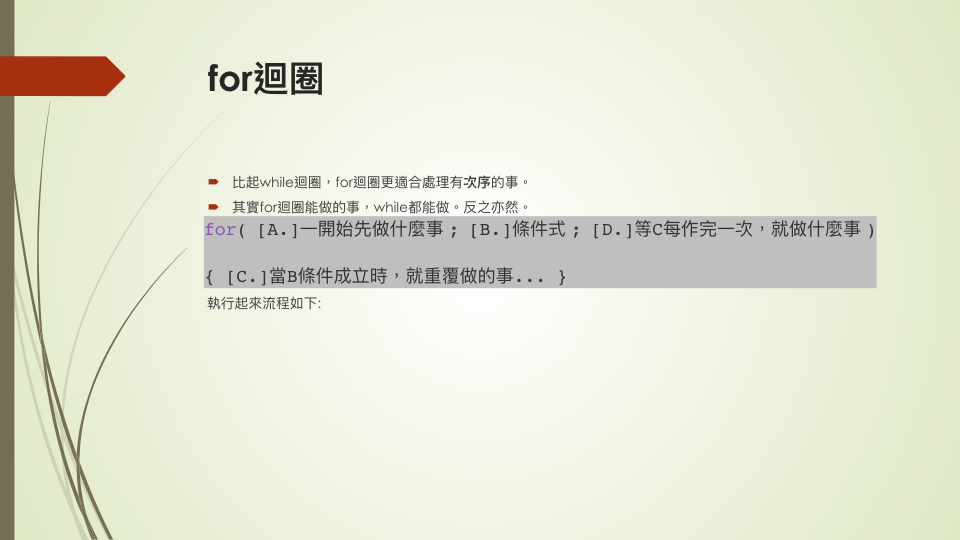 for迴圈
比起while迴圈，for迴圈更適合處理有次序的事。
其實for迴圈能做的事，while都能做。反之亦然。
for( [A.]一開始先做什麼事 ; [B.]條件式 ; [D.]等C每作完一次，就做什麼事 )
{ [C.]當B條件成立時，就重覆做的事... }
執行起來流程如下: